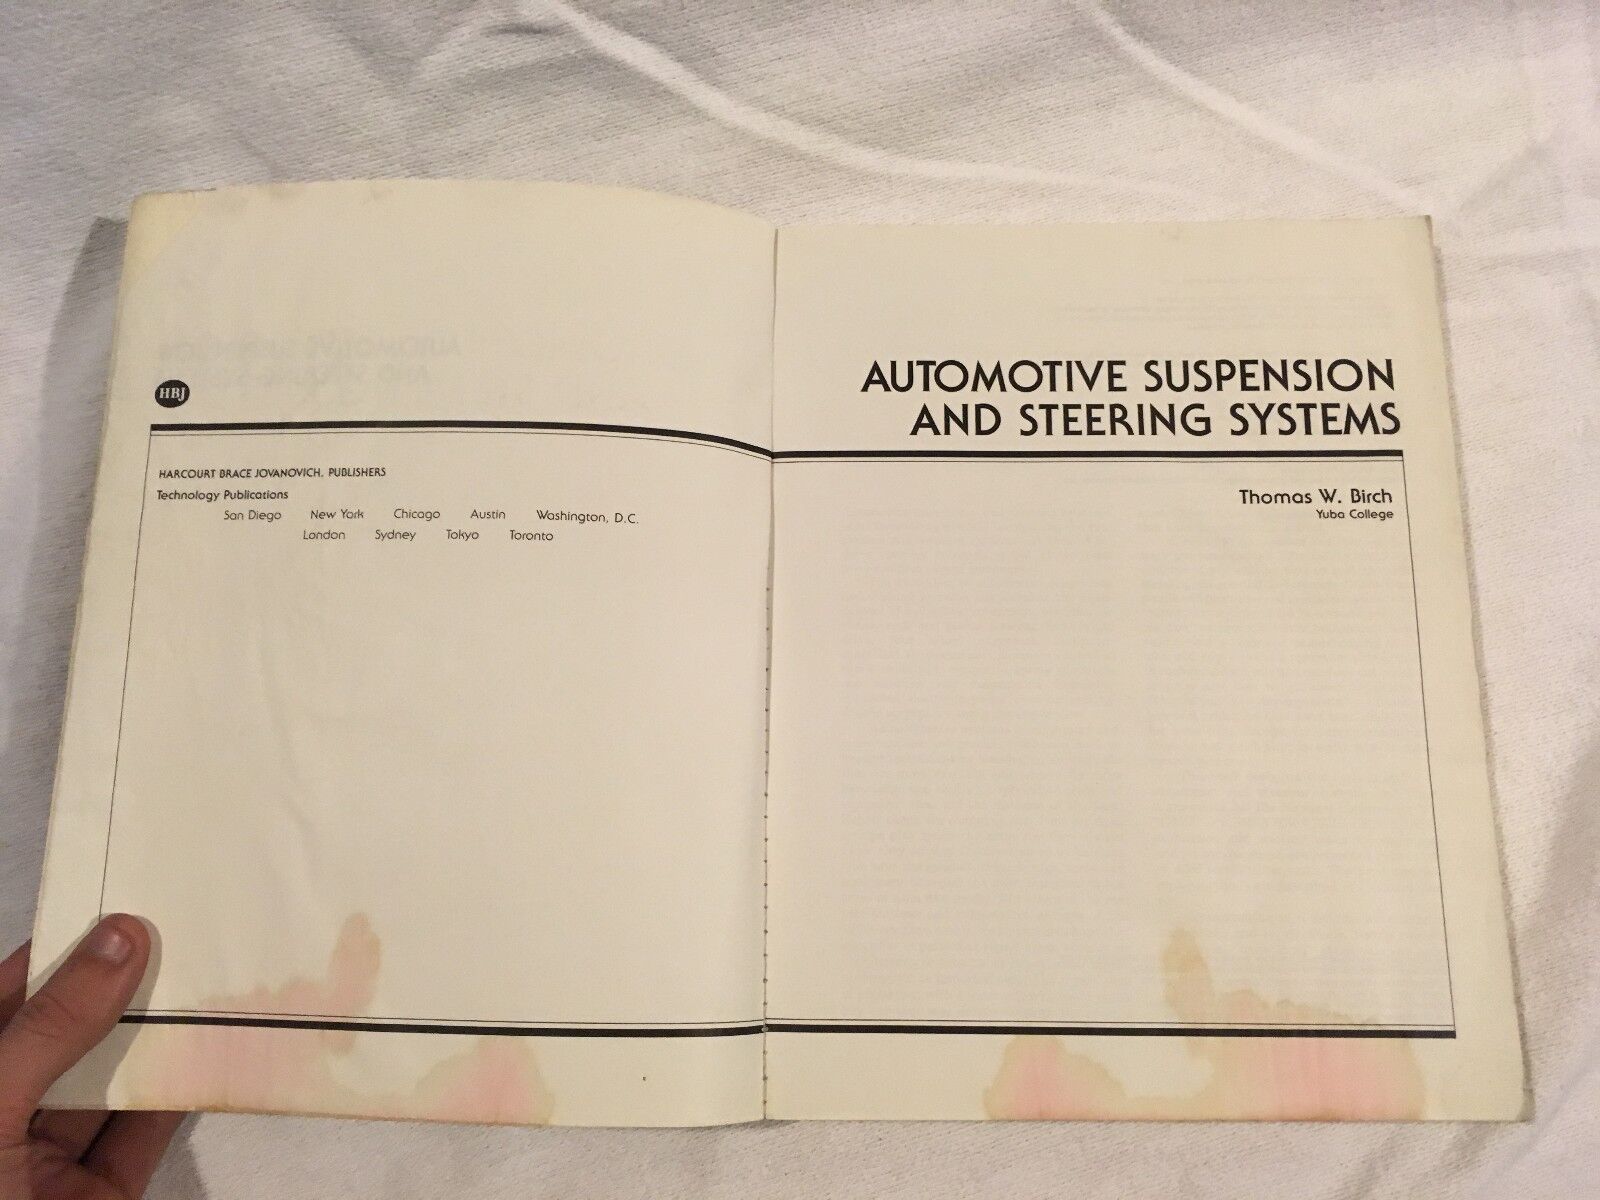 HBJ
HARCOURT BRACE JOVANOVICH, PUBLISHERS
Technology Publications
San Diego New York Chicago Austin Washington, D.C.
London Sydney Tokyo Toronto
AUTOMOTIVE SUSPENSION
AND STEERING SYSTEMS
Thomas W. Birch
Yuba College